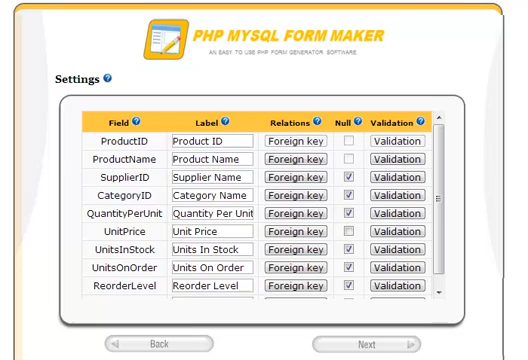 PHP MYSQL FORM MAKER
AN EASY TO USE PHP FORM GENERATOR SOFTWARE.
Settings ?
Field ? Label ? Relations ? Null ? Validation ?
ProductID Product ID Foreign key Validation
ProductName Product Name Foreign key Validation
SupplierID Supplier Name Foreign key Validation
CategoryID Category Name Foreign key Validation
QuantityPerUnit Quantity Per Unit Foreign key Validation
UnitPrice Unit Price Foreign key Validation
UnitsInStock Units In Stock Foreign key Validation
UnitsOnOrder Units On Order Foreign key Validation
ReorderLevel Reorder Level Foreign key Validation
Back Next